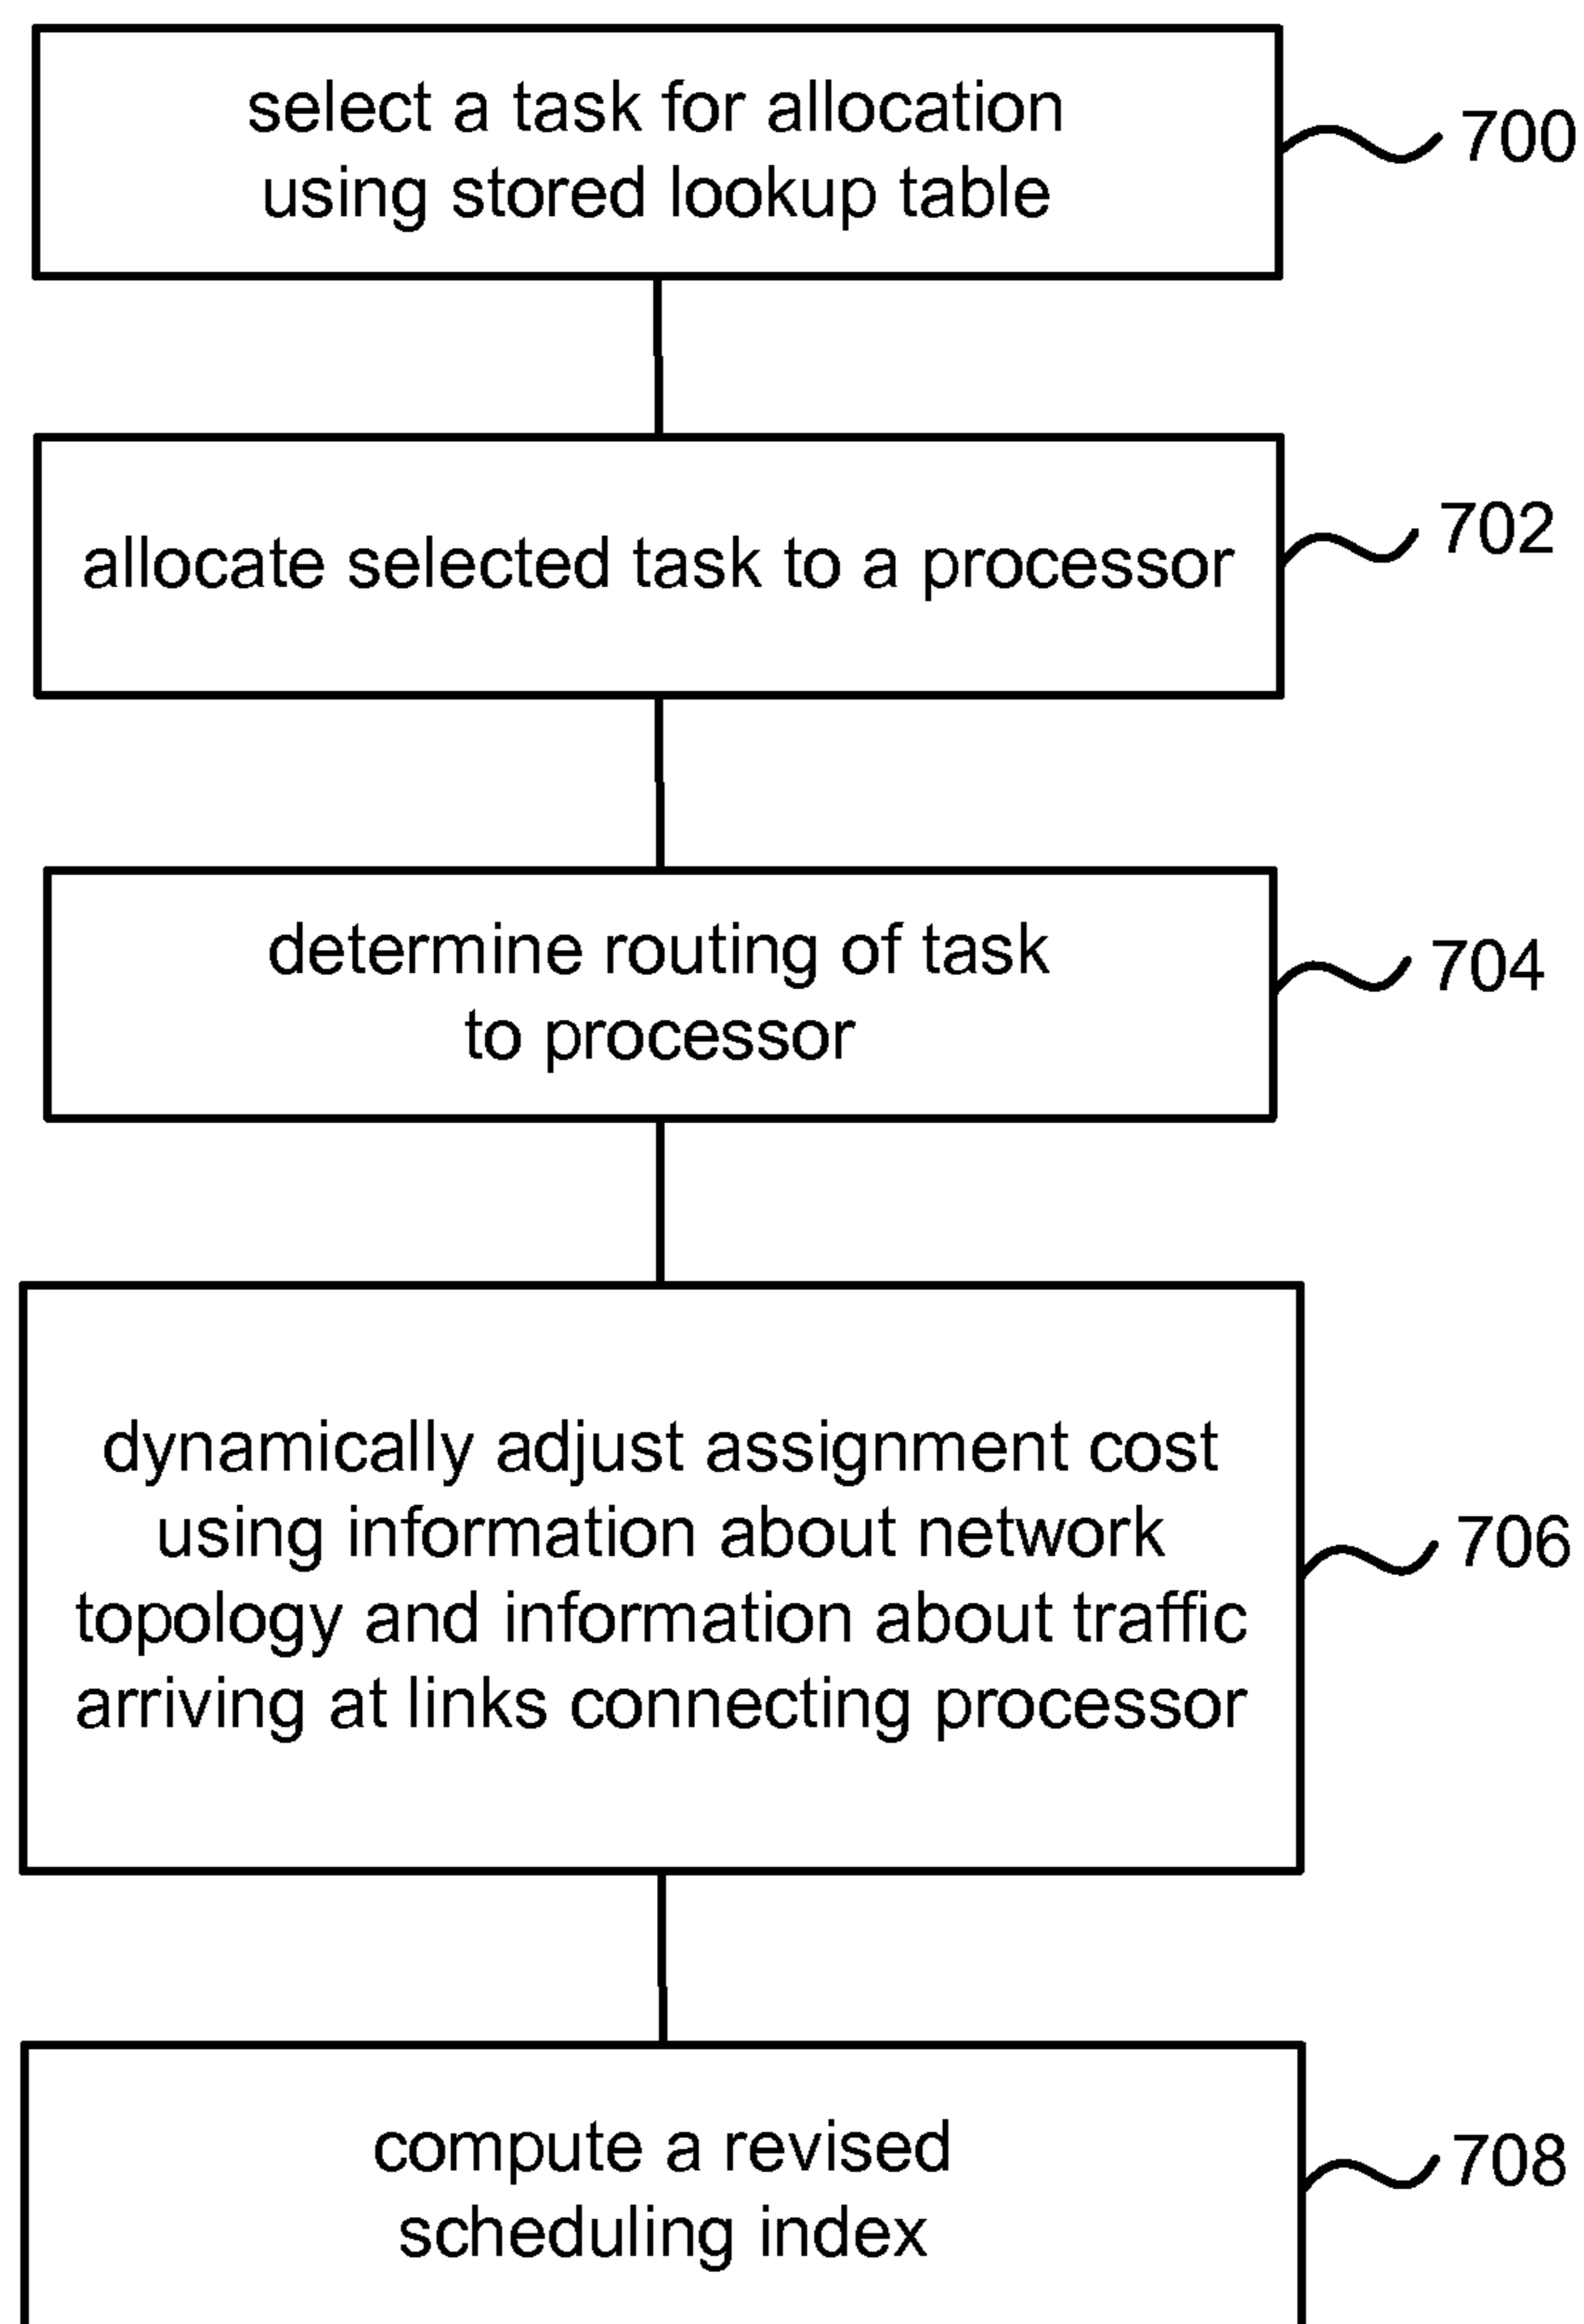 select a task for allocation
using stored lookup table
700
allocate selected task to a processor
702
determine routing of task
to processor
704
dynamically adjust assignment cost
using information about network
topology and information about traffic
arriving at links connecting processor
706
compute a revised
scheduling index
708